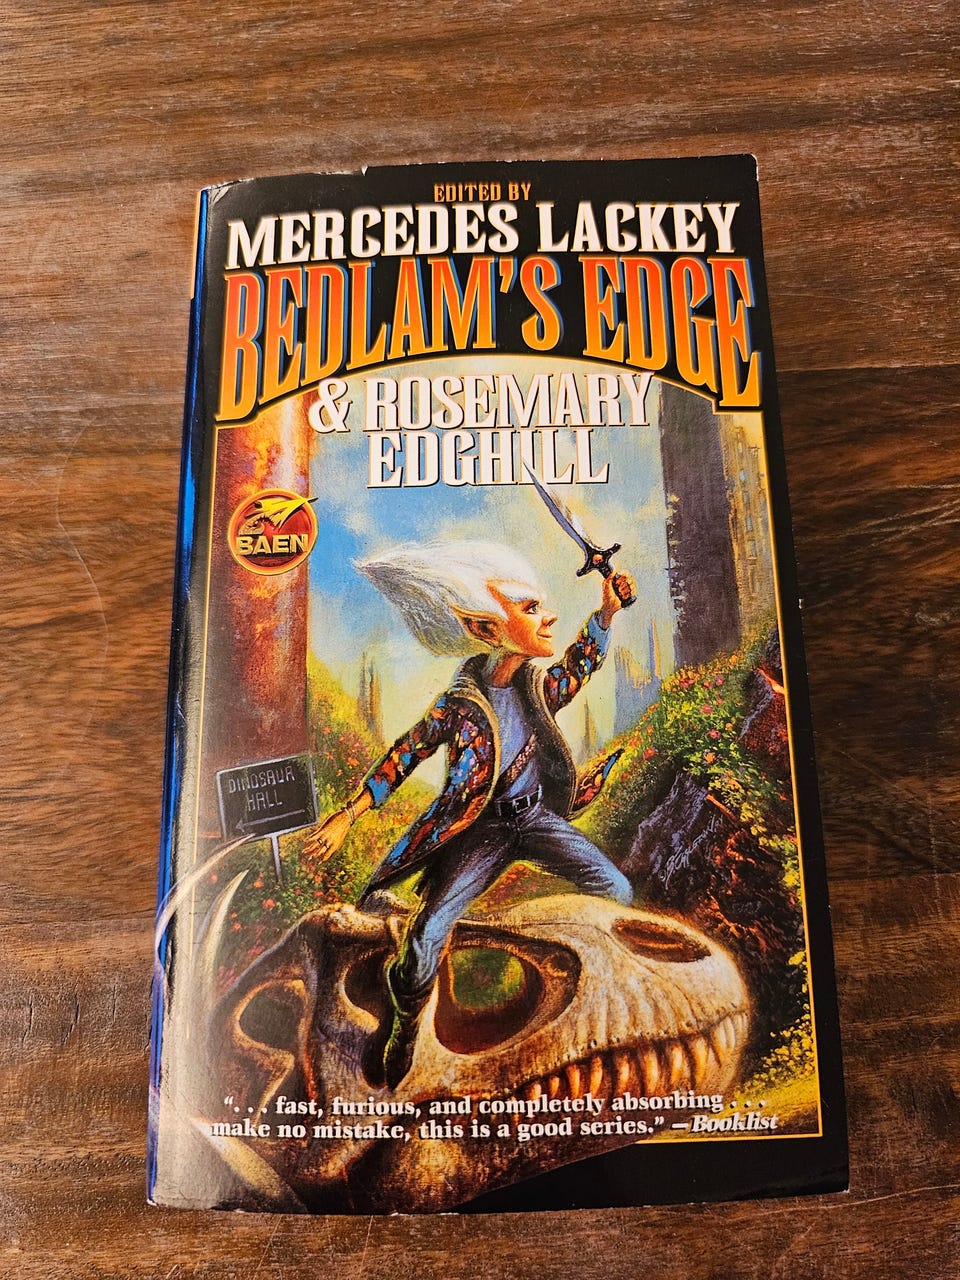 EDITED BY
MERCEDES LACKEY
BEDLAM'S EDGE
& ROSEMARY
EDGHILL
BAEN
DINOSAUR
HALL
". . . fast, furious, and completely absorbing . . .
make no mistake, this is a good series." —Booklist